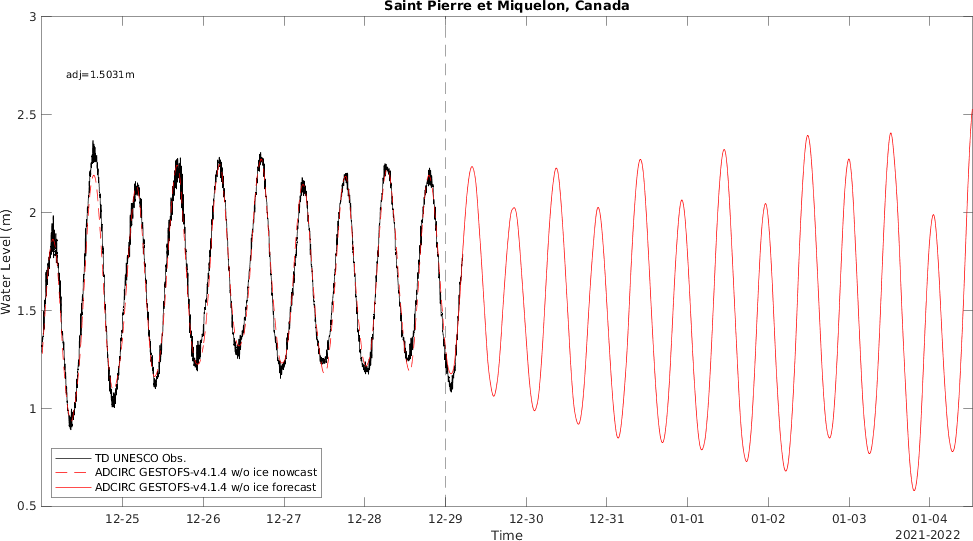 Saint Pierre et Miquelon, Canada
3
adj=1.5031m
2.5
2
Water Level (m)
1.5
1
TD UNESCO Obs.
ADCIRC GESTOFS-v4.1.4 w/o ice nowcast
ADCIRC GESTOFS-v4.1.4 w/o ice forecast
0.5
12-25 12-26 12-27 12-28 12-29 12-30 12-31 01-01 01-02 01-03 01-04
Time
2021-2022